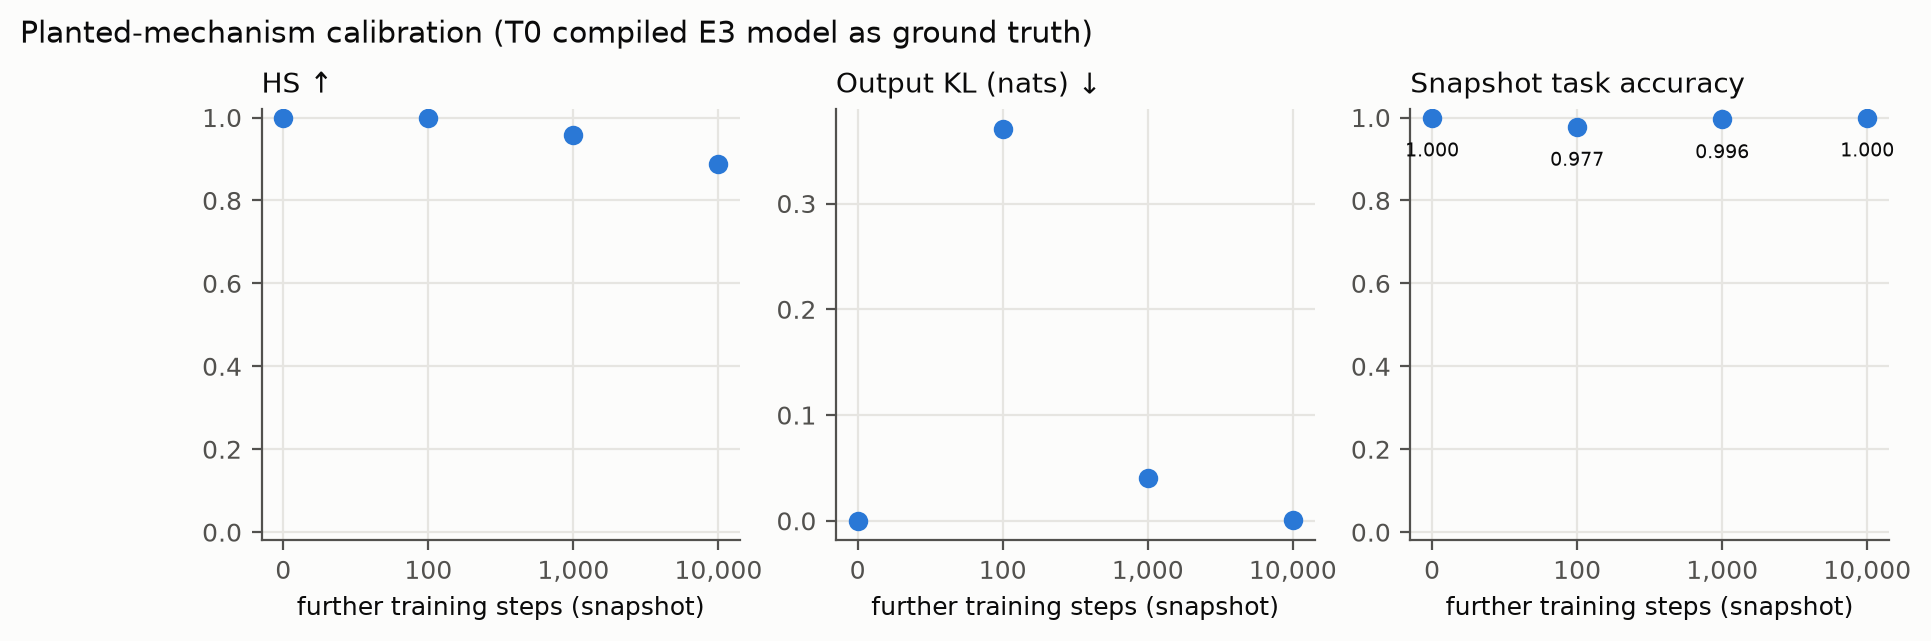 Planted-mechanism calibration (T0 compiled E3 model as ground truth)
HS ↑
1.0
0.8
0.6
0.4
0.2
0.0
0 100 1,000 10,000
further training steps (snapshot)
Output KL (nats) ↓
0.3
0.2
0.1
0.0
0 100 1,000 10,000
further training steps (snapshot)
Snapshot task accuracy
1.0
0.8
0.6
0.4
0.2
0.0
1.000 0.977 0.996 1.000
0 100 1,000 10,000
further training steps (snapshot)